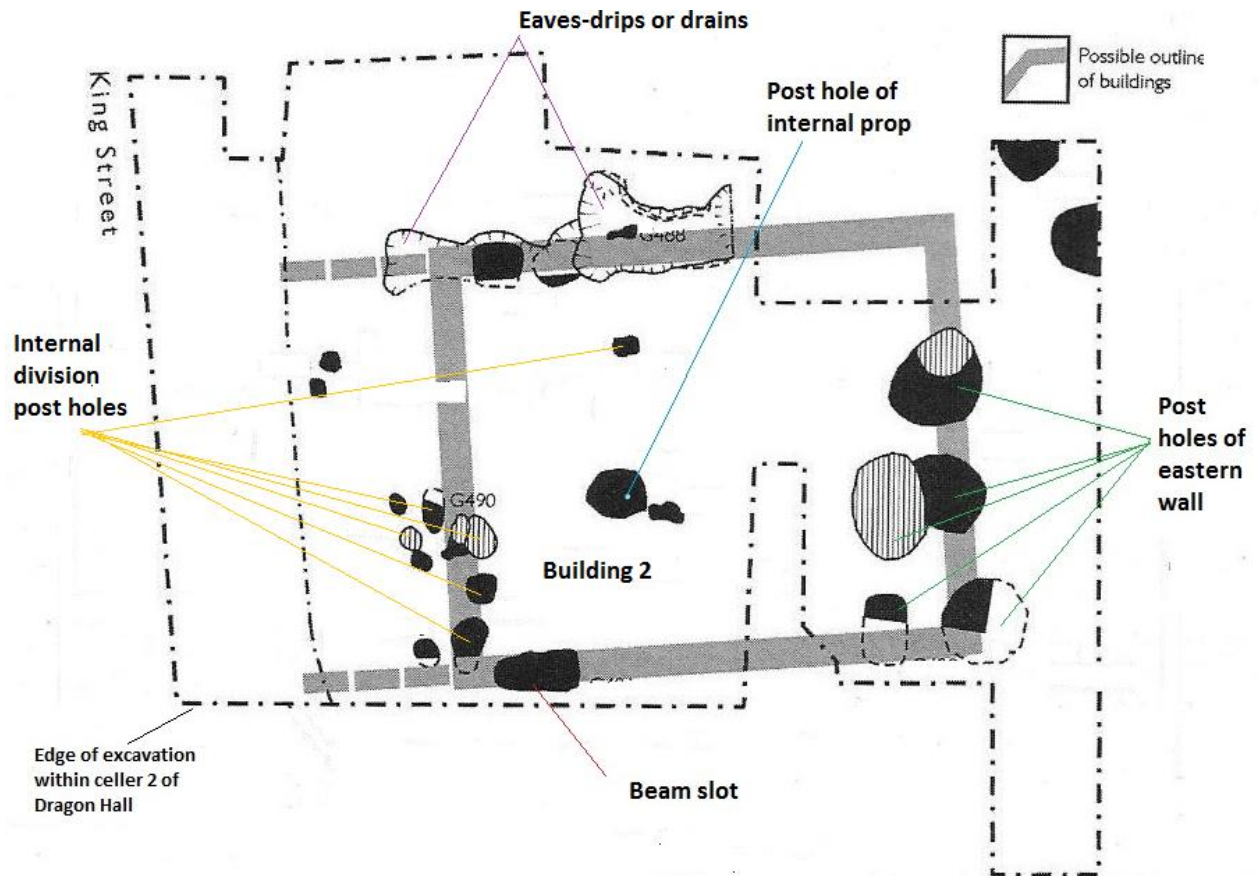 Eaves-drips or drains
King Street
Possible outline
of buildings
Post hole of
internal prop
G488
Internal
division
post holes
Post
holes of
eastern
wall
G490
Building 2
Edge of excavation
within celler 2 of
Dragon Hall
Beam slot